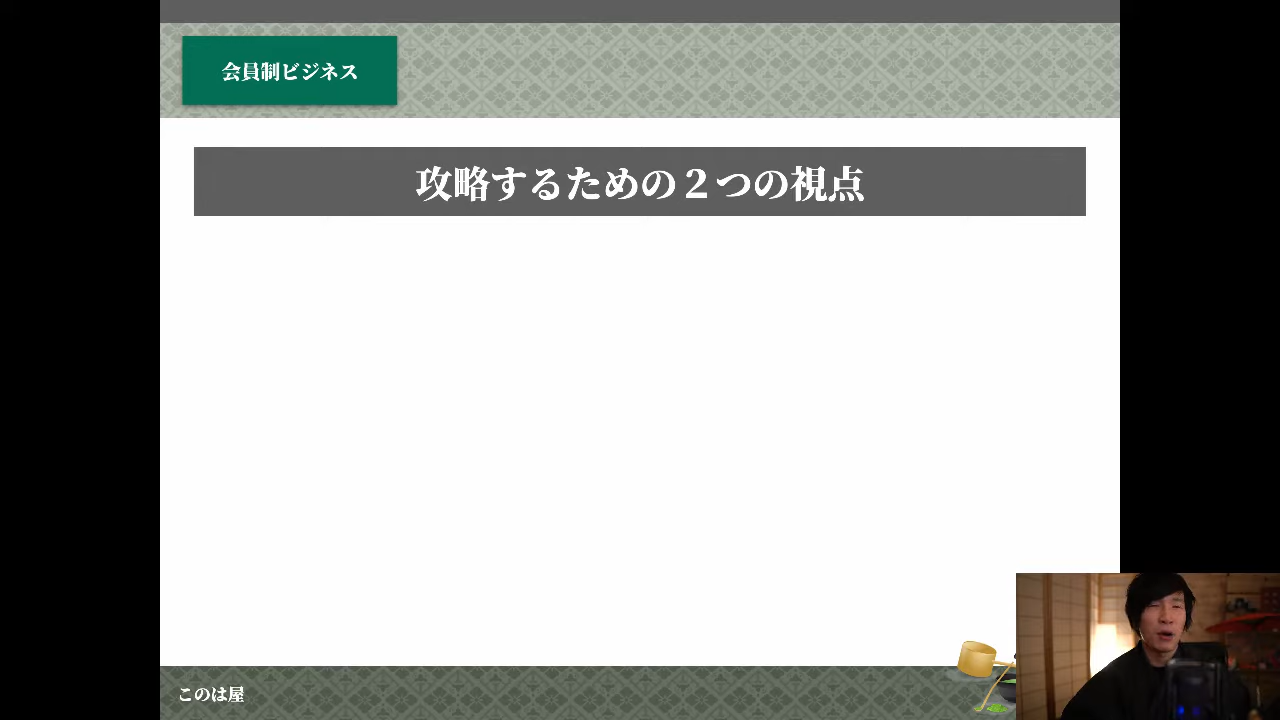 会員制ビジネス
攻略するための２つの視点
このは屋